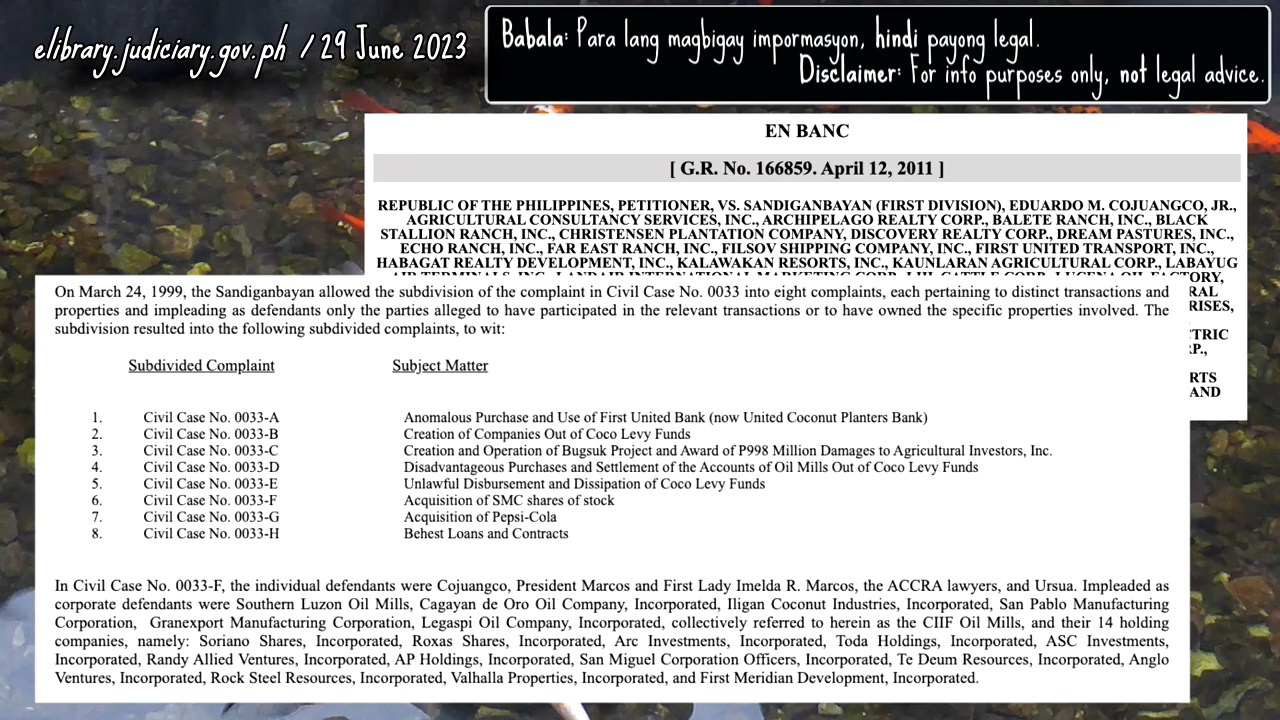 elibrary.judiciary.gov.ph / 29 June 2023
Babala: Para lang magbigay impormasyon, hindi payong legal.
Disclaimer: For info purposes only, not legal advice.
EN BANC
[ G.R. No. 166859. April 12, 2011 ]
REPUBLIC OF THE PHILIPPINES, PETITIONER, VS. SANDIGANBAYAN (FIRST DIVISION), EDUARDO M. COJUANGCO, JR.,
AGRICULTURAL CONSULTANCY SERVICES, INC., ARCHIPELAGO REALTY CORP., BALETE RANCH, INC., BLACK
STALLION RANCH, INC., CHRISTENSEN PLANTATION COMPANY, DISCOVERY REALTY CORP., DREAM PASTURES, INC.,
ECHO RANCH, INC., FAR EAST RANCH, INC., FILSOV SHIPPING COMPANY, INC., FIRST UNITED TRANSPORT, INC.,
HABAGAT REALTY DEVELOPMENT, INC., KALAWAKAN RESORTS, INC., KAUNLARAN AGRICULTURAL CORP., LABAYUG
ORY,
RAL
RISES,
TRIC
P.,
RTS
AND
On March 24, 1999, the Sandiganbayan allowed the subdivision of the complaint in Civil Case No. 0033 into eight complaints, each pertaining to distinct transactions and
properties and impleading as defendants only the parties alleged to have participated in the relevant transactions or to have owned the specific properties involved. The
subdivision resulted into the following subdivided complaints, to wit:
Subdivided Complaint Subject Matter
1. Civil Case No. 0033-A Anomalous Purchase and Use of First United Bank (now United Coconut Planters Bank)
2. Civil Case No. 0033-B Creation of Companies Out of Coco Levy Funds
3. Civil Case No. 0033-C Creation and Operation of Bugsuk Project and Award of P998 Million Damages to Agricultural Investors, Inc.
4. Civil Case No. 0033-D Disadvantageous Purchases and Settlement of the Accounts of Oil Mills Out of Coco Levy Funds
5. Civil Case No. 0033-E Unlawful Disbursement and Dissipation of Coco Levy Funds
6. Civil Case No. 0033-F Acquisition of SMC shares of stock
7. Civil Case No. 0033-G Acquisition of Pepsi-Cola
8. Civil Case No. 0033-H Behest Loans and Contracts
In Civil Case No. 0033-F, the individual defendants were Cojuangco, President Marcos and First Lady Imelda R. Marcos, the ACCRA lawyers, and Ursua. Impleaded as
corporate defendants were Southern Luzon Oil Mills, Cagayan de Oro Oil Company, Incorporated, Iligan Coconut Industries, Incorporated, San Pablo Manufacturing
Corporation, Granexport Manufacturing Corporation, Legaspi Oil Company, Incorporated, collectively referred to herein as the CIIF Oil Mills, and their 14 holding
companies, namely: Soriano Shares, Incorporated, Roxas Shares, Incorporated, Arc Investments, Incorporated, Toda Holdings, Incorporated, ASC Investments,
Incorporated, Randy Allied Ventures, Incorporated, AP Holdings, Incorporated, San Miguel Corporation Officers, Incorporated, Te Deum Resources, Incorporated, Anglo
Ventures, Incorporated, Rock Steel Resources, Incorporated, Valhalla Properties, Incorporated, and First Meridian Development, Incorporated.